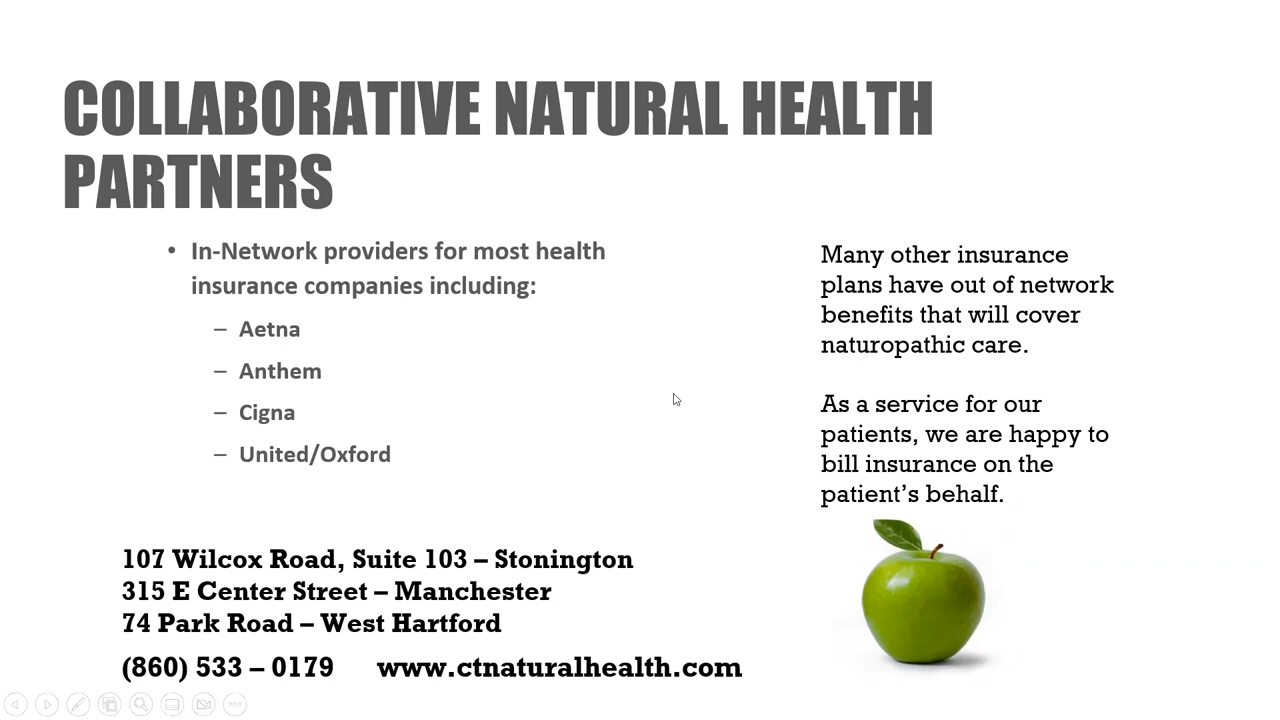 COLLABORATIVE NATURAL HEALTH
PARTNERS
• In-Network providers for most health
insurance companies including:
– Aetna
– Anthem
– Cigna
– United/Oxford
Many other insurance
plans have out of network
benefits that will cover
naturopathic care.
As a service for our
patients, we are happy to
bill insurance on the
patient’s behalf.
107 Wilcox Road, Suite 103 – Stonington
315 E Center Street – Manchester
74 Park Road – West Hartford
(860) 533 – 0179 www.ctnaturalhealth.com